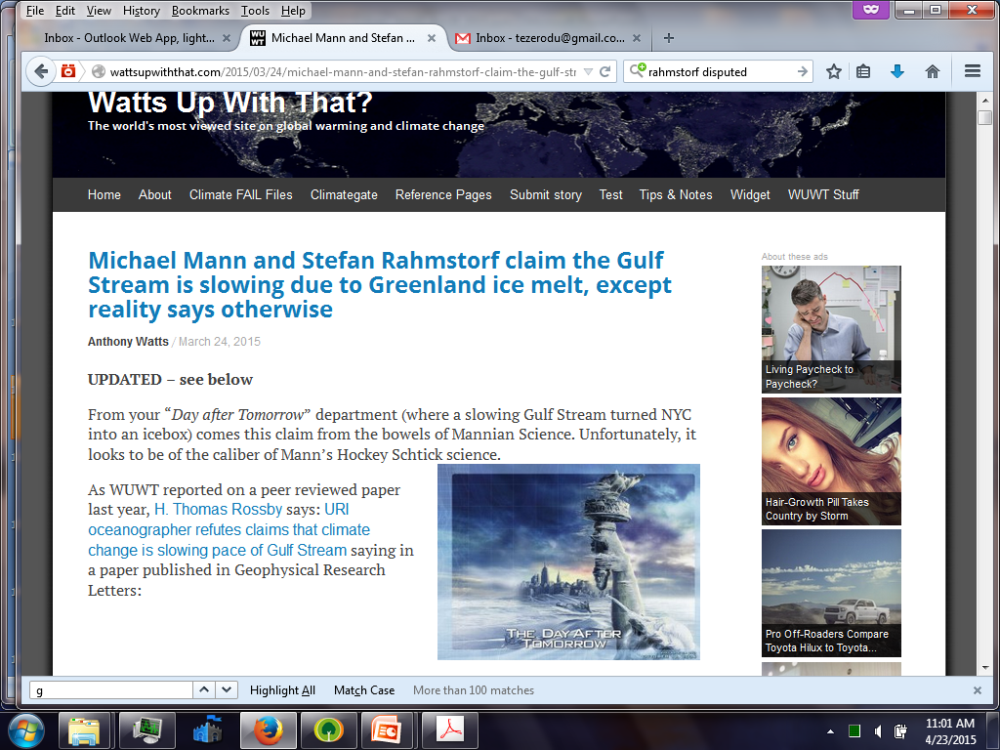 File Edit View History Bookmarks Tools Help
Inbox - Outlook Web App, light... Michael Mann and Stefan ... Inbox - tezerodu@gmail.co...
wattsupwiththat.com/2015/03/24/michael-mann-and-stefan-rahmstorf-claim-the-gulf-str rahmstorf disputed
Watts Up With That?
The world's most viewed site on global warming and climate change
Home About Climate FAIL Files Climategate Reference Pages Submit story Test Tips & Notes Widget WUWT Stuff
Michael Mann and Stefan Rahmstorf claim the Gulf
Stream is slowing due to Greenland ice melt, except
reality says otherwise
Anthony Watts / March 24, 2015
UPDATED – see below
From your “Day after Tomorrow” department (where a slowing Gulf Stream turned NYC
into an icebox) comes this claim from the bowels of Mannian Science. Unfortunately, it
looks to be of the caliber of Mann’s Hockey Schtick science.
As WUWT reported on a peer reviewed paper
last year, H. Thomas Rossby says: URI
oceanographer refutes claims that climate
change is slowing pace of Gulf Stream saying in
a paper published in Geophysical Research
Letters:
THE DAY AFTER
TOMORROW
About these ads
Living Paycheck to
Paycheck?
Hair-Growth Pill Takes
Country by Storm
Pro Off-Roaders Compare
Toyota Hilux to Toyota...
g Highlight All Match Case More than 100 matches
11:01 AM
4/23/2015